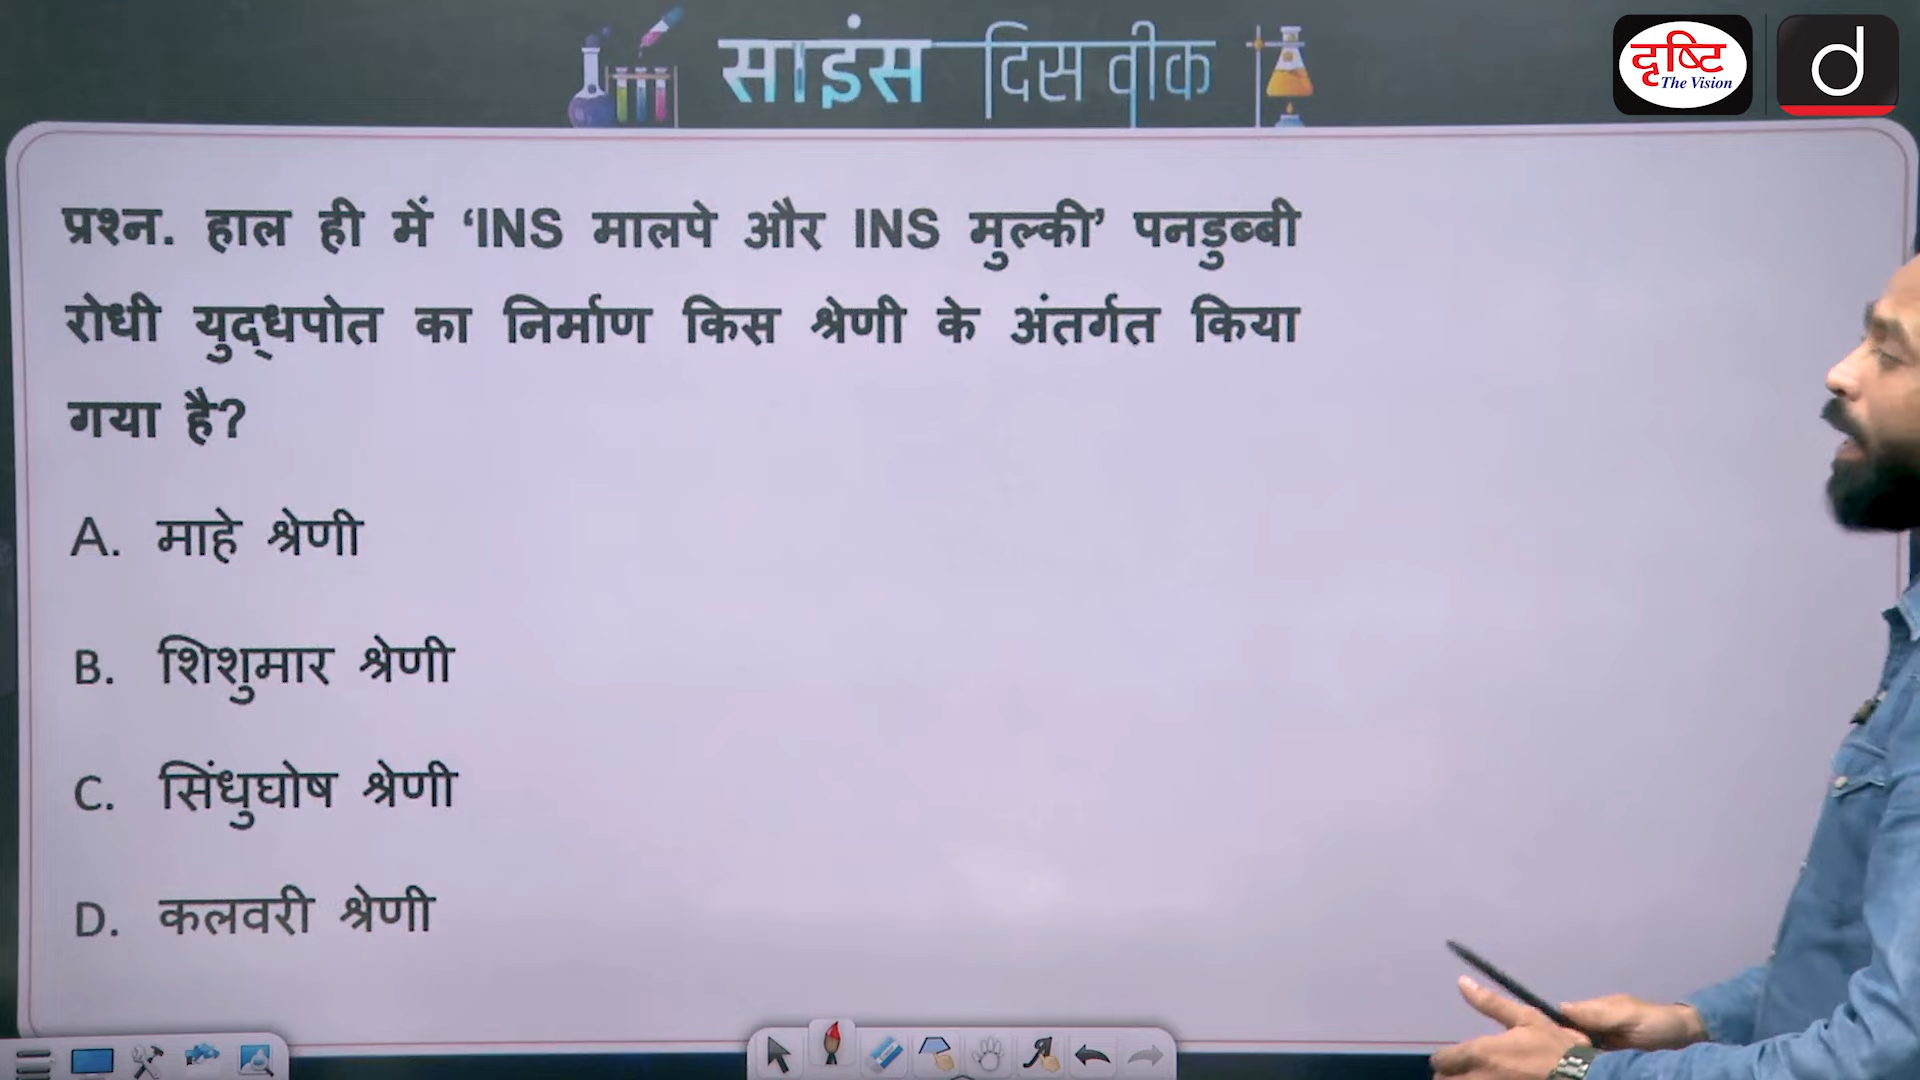 साइंस दिस वीक
दृष्टि
The Vision
d
प्रश्न. हाल ही में ‘INS मालपे और INS मुल्की’ पनडुब्बी
रोधी युद्धपोत का निर्माण किस श्रेणी के अंतर्गत किया
गया है?
A. माहे श्रेणी
B. शिशुमार श्रेणी
C. सिंधुघोष श्रेणी
D. कलवरी श्रेणी